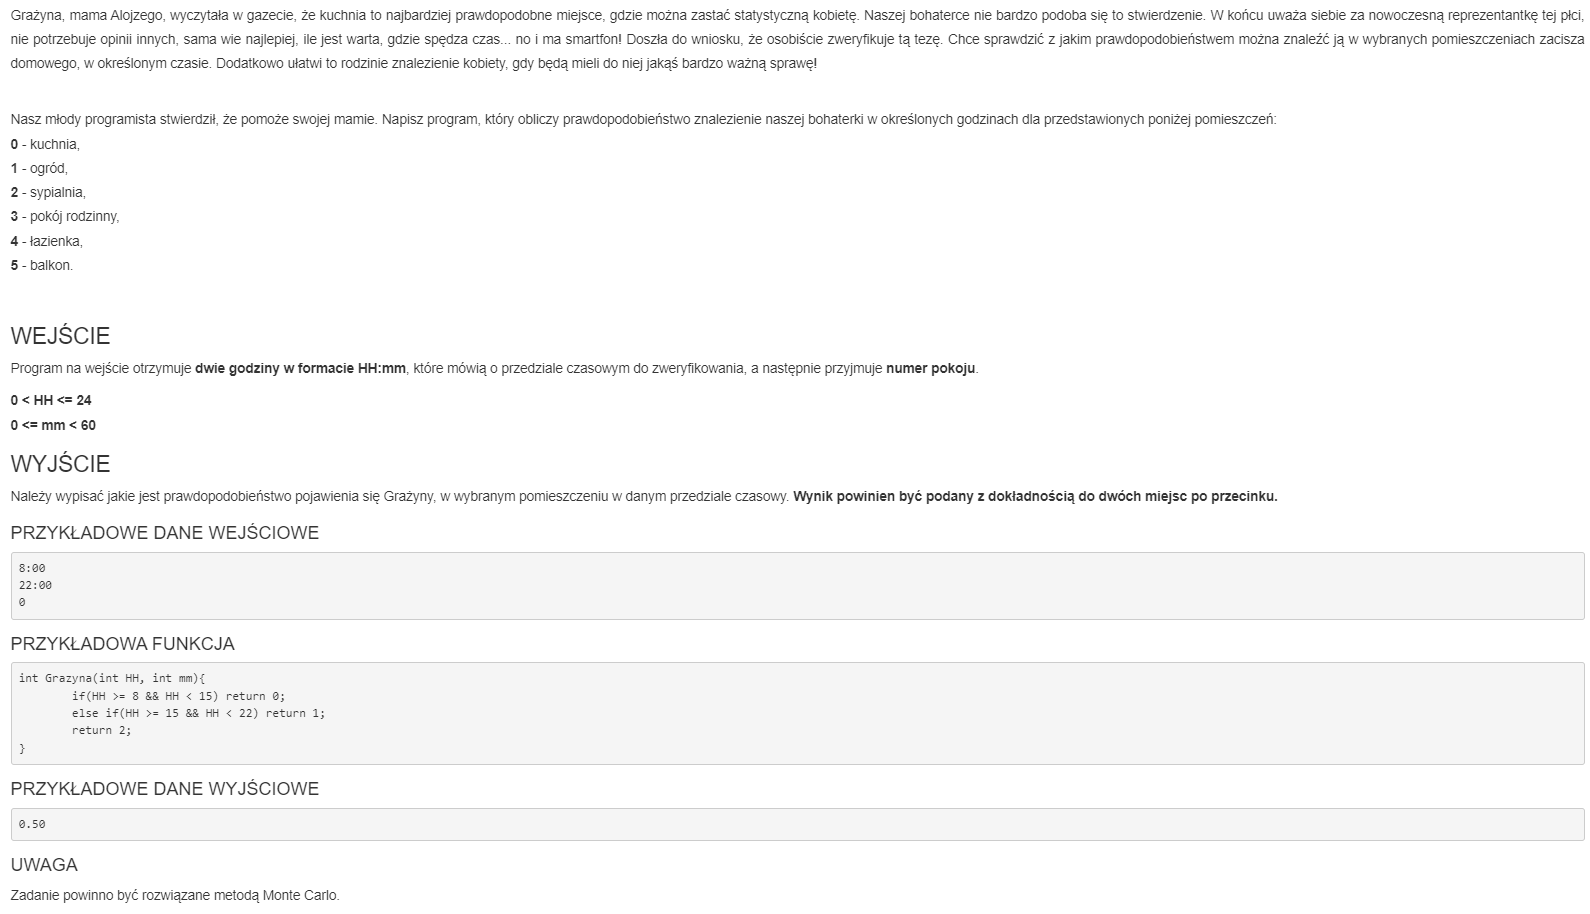 Grażyna, mama Alojzego, wyczytała w gazecie, że kuchnia to najbardziej prawdopodobne miejsce, gdzie można zastać statystyczną kobietę. Naszej bohaterce nie bardzo podoba się to stwierdzenie. W końcu uważa siebie za nowoczesną reprezentantkę tej płci,
nie potrzebuje opinii innych, sama wie najlepiej, ile jest warta, gdzie spędza czas... no i ma smartfon! Doszła do wniosku, że osobiście zweryfikuje tą tezę. Chce sprawdzić z jakim prawdopodobieństwem można znaleźć ją w wybranych pomieszczeniach zacisza
domowego, w określonym czasie. Dodatkowo ułatwi to rodzinie znalezienie kobiety, gdy będą mieli do niej jakąś bardzo ważną sprawę!
Nasz młody programista stwierdził, że pomoże swojej mamie. Napisz program, który obliczy prawdopodobieństwo znalezienie naszej bohaterki w określonych godzinach dla przedstawionych poniżej pomieszczeń:
0 - kuchnia,
1 - ogród,
2 - sypialnia,
3 - pokój rodzinny,
4 - łazienka,
5 - balkon.
WEJŚCIE
Program na wejście otrzymuje dwie godziny w formacie HH:mm, które mówią o przedziale czasowym do zweryfikowania, a następnie przyjmuje numer pokoju.
0 < HH <= 24
0 <= mm < 60
WYJŚCIE
Należy wypisać jakie jest prawdopodobieństwo pojawienia się Grażyny, w wybranym pomieszczeniu w danym przedziale czasowy. Wynik powinien być podany z dokładnością do dwóch miejsc po przecinku.
PRZYKŁADOWE DANE WEJŚCIOWE
8:00
22:00
0
PRZYKŁADOWA FUNKCJA
int Grazyna(int HH, int mm){
if(HH >= 8 && HH < 15) return 0;
else if(HH >= 15 && HH < 22) return 1;
return 2;
}
PRZYKŁADOWE DANE WYJŚCIOWE
0.50
UWAGA
Zadanie powinno być rozwiązane metodą Monte Carlo.